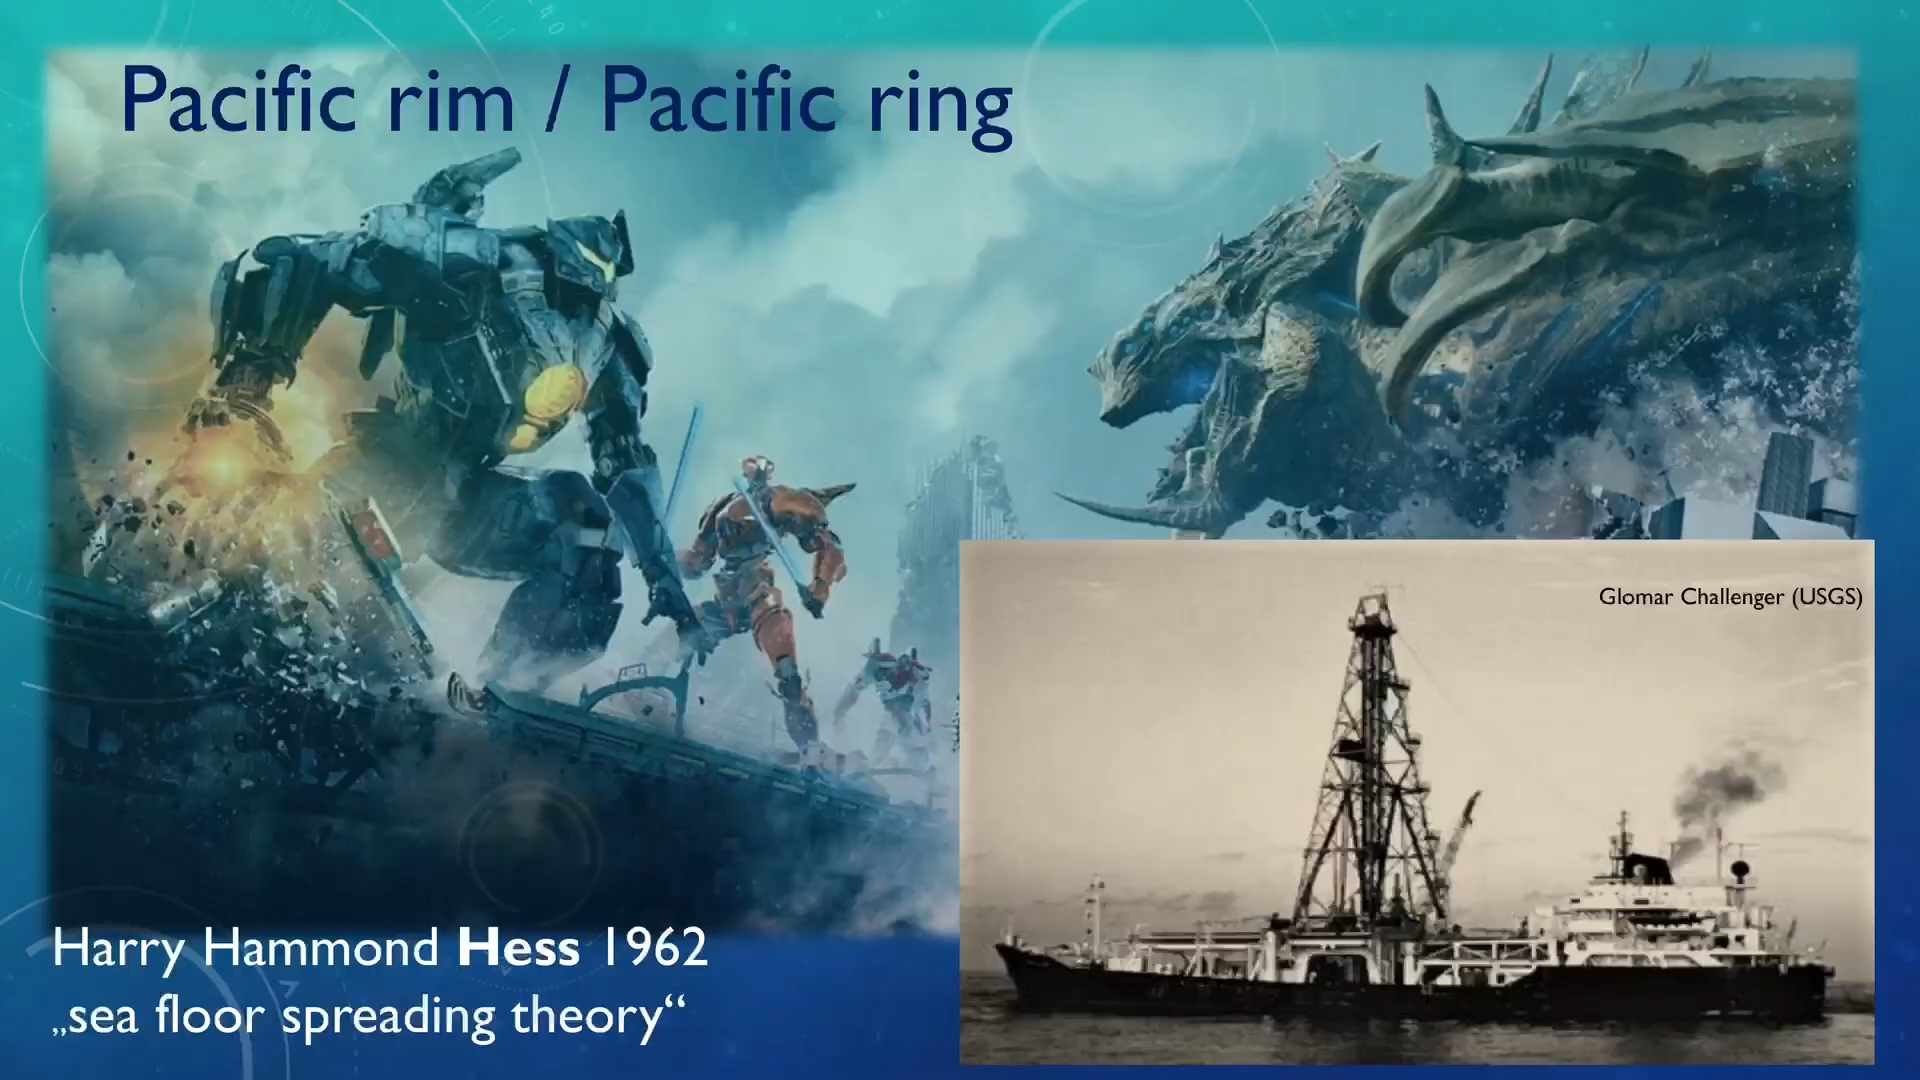 Pacific rim / Pacific ring
Glomar Challenger (USGS)
Harry Hammond Hess 1962
„sea floor spreading theory“